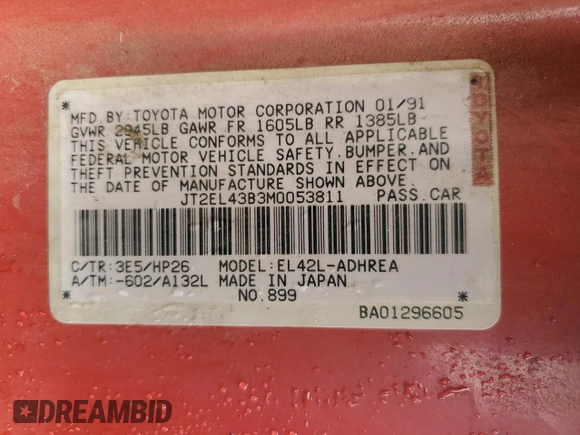 MFD.BY:TOYOTA MOTOR CORPORATION 01/91
GVWR 2945LB GAWR FR 1605LB RR 1385LB
THIS VEHICLE CONFORMS TO ALL APPLICABLE
FEDERAL MOTOR VEHICLE SAFETY,BUMPER,AND
THEFT PREVENTION STANDARDS IN EFFECT ON
THE DATE OF MANUFACTURE SHOWN ABOVE.
JT2EL43B3M0053811 PASS.CAR
C/TR:3E5/HP26 MODEL:EL42L-ADHREA
A/TM:-602/A132L MADE IN JAPAN
NO.899
BA01296605
TOYOTA
DREAMBID